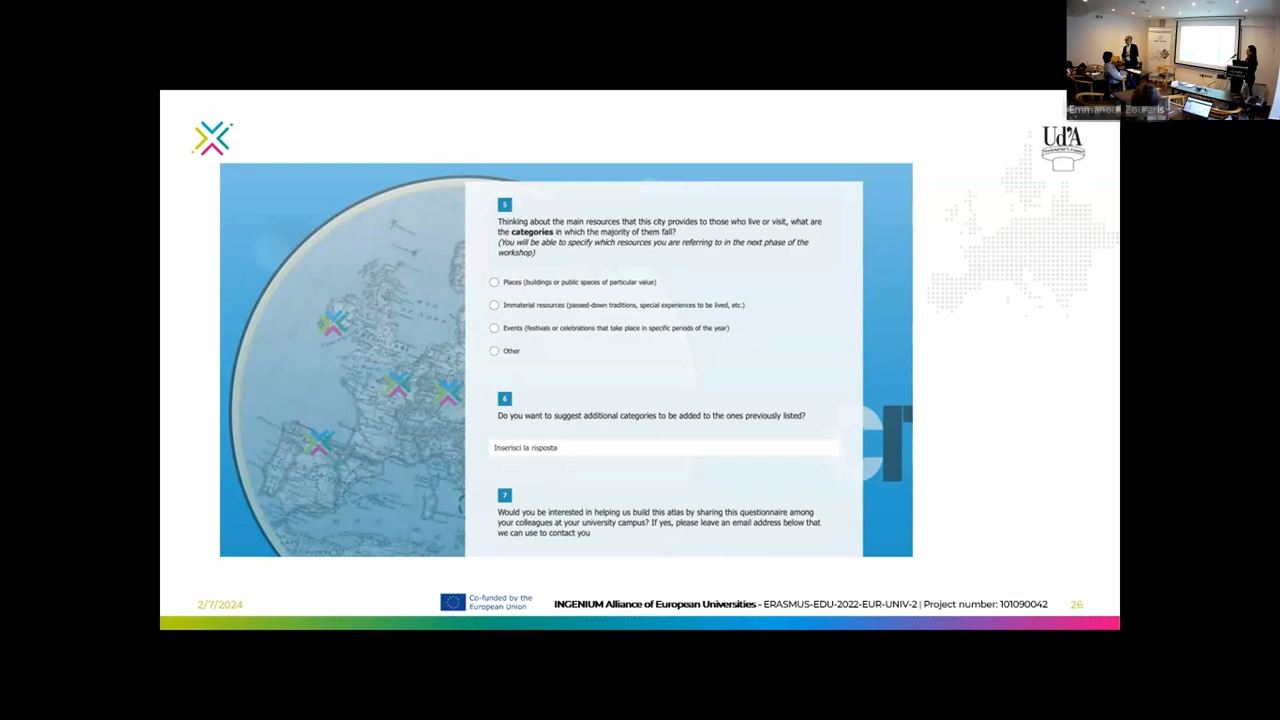 Ud'A
5
Thinking about the main resources that this city provides to those who live or visit, what are
the categories in which the majority of them fall?
(You will be able to specify which resources you are referring to in the next phase of the
workshop)
Places (buildings or public spaces of particular value)
Immaterial resources (passed-down traditions, special experiences to be lived, etc.)
Events (festivals or celebrations that take place in specific periods of the year)
Other
6
Do you want to suggest additional categories to be added to the ones previously listed?
Inserisci la risposta
7
Would you be interested in helping us build this atlas by sharing this questionnaire among
your colleagues at your university campus? If yes, please leave an email address below that
we can use to contact you
2/7/2024
Co-funded by the
European Union
INGENIUM Alliance of European Universities - ERASMUS-EDU-2022-EUR-UNIV-2 | Project number: 101090042
26